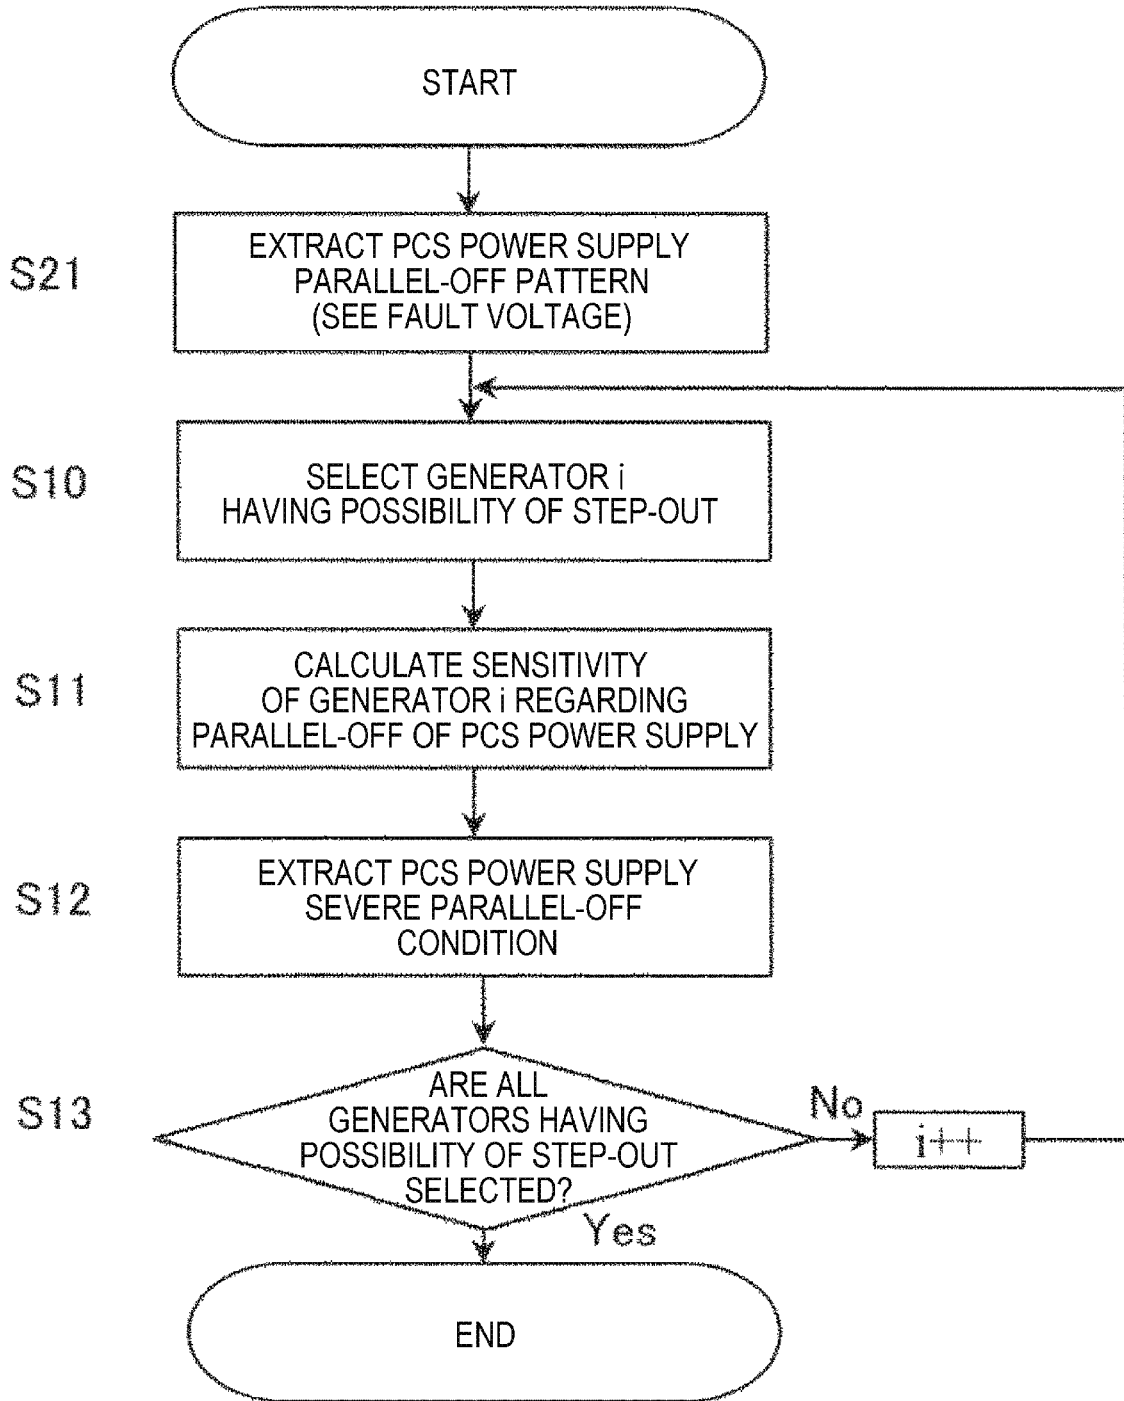 START
S21
EXTRACT PCS POWER SUPPLY
PARALLEL-OFF PATTERN
(SEE FAULT VOLTAGE)
S10
SELECT GENERATOR i
HAVING POSSIBILITY OF STEP-OUT
S11
CALCULATE SENSITIVITY
OF GENERATOR i REGARDING
PARALLEL-OFF OF PCS POWER SUPPLY
S12
EXTRACT PCS POWER SUPPLY
SEVERE PARALLEL-OFF
CONDITION
S13
ARE ALL
GENERATORS HAVING
POSSIBILITY OF STEP-OUT
SELECTED?
No
i++
Yes
END